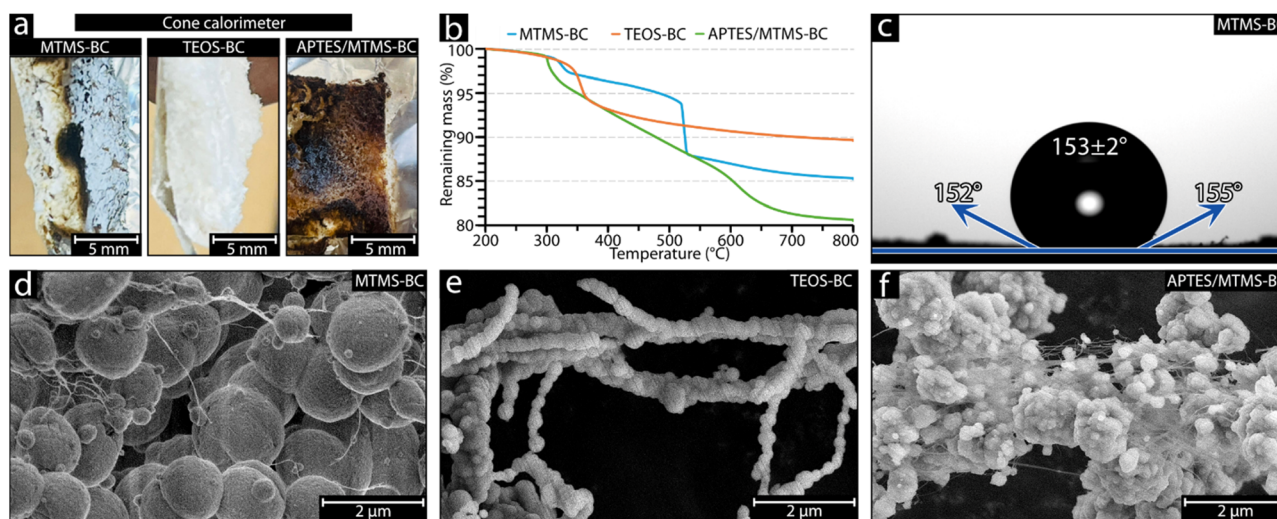 a
Cone calorimeter
MTMS-BC
TEOS-BC
APTES/MTMS-BC
5 mm
5 mm
5 mm
b
MTMS-BC
TEOS-BC
APTES/MTMS-BC
Remaining mass (%)
100
95
90
85
80
200
300
400
500
600
700
800
Temperature (°C)
c
MTMS-B
153±2°
152°
155°
d
MTMS-BC
2 µm
e
TEOS-BC
2 µm
f
APTES/MTMS-B
2 µm